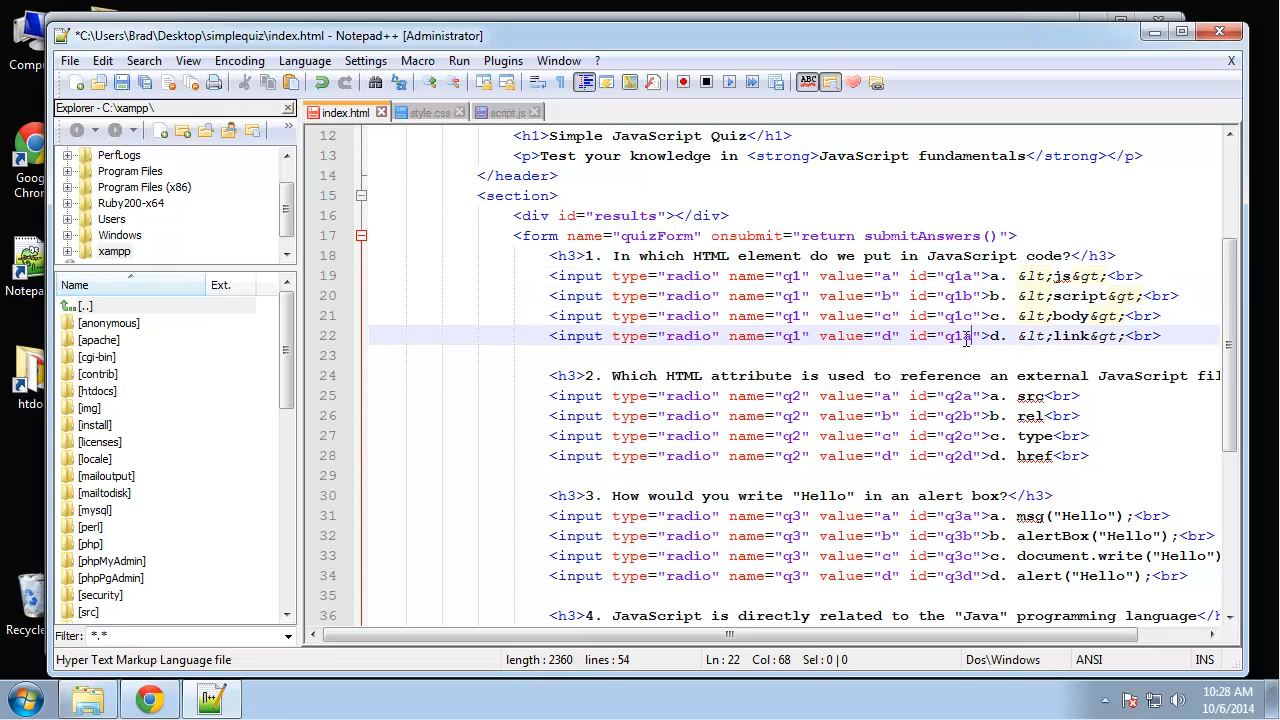 Compu
*C:\Users\Brad\Desktop\simplequiz\index.html - Notepad++ [Administrator]
File Edit Search View Encoding Language Settings Macro Run Plugins Window ? X
ABC
Explorer - C:\xampp\
index.html style.css script.js
PerfLogs
Program Files
Program Files (x86)
Ruby200-x64
Users
Windows
xampp
Goog
Chron
Notepa
htdo
Recycle
Name Ext.
[..]
[anonymous]
[apache]
[cgi-bin]
[contrib]
[htdocs]
[img]
[install]
[licenses]
[locale]
[mailoutput]
[mailtodisk]
[mysql]
[perl]
[php]
[phpMyAdmin]
[phpPgAdmin]
[security]
[src]
Filter: *.*
12 <h1>Simple JavaScript Quiz</h1>
13 <p>Test your knowledge in <strong>JavaScript fundamentals</strong></p>
14 </header>
15 <section>
16 <div id="results"></div>
17 <form name="quizForm" onsubmit="return submitAnswers()">
18 <h3>1. In which HTML element do we put in JavaScript code?</h3>
19 <input type="radio" name="q1" value="a" id="q1a">a. &lt;js&gt;<br>
20 <input type="radio" name="q1" value="b" id="q1b">b. &lt;script&gt;<br>
21 <input type="radio" name="q1" value="c" id="q1c">c. &lt;body&gt;<br>
22 <input type="radio" name="q1" value="d" id="q1d">d. &lt;link&gt;<br>
23
24 <h3>2. Which HTML attribute is used to reference an external JavaScript fil
25 <input type="radio" name="q2" value="a" id="q2a">a. src<br>
26 <input type="radio" name="q2" value="b" id="q2b">b. rel<br>
27 <input type="radio" name="q2" value="c" id="q2c">c. type<br>
28 <input type="radio" name="q2" value="d" id="q2d">d. href<br>
29
30 <h3>3. How would you write "Hello" in an alert box?</h3>
31 <input type="radio" name="q3" value="a" id="q3a">a. msg("Hello");<br>
32 <input type="radio" name="q3" value="b" id="q3b">b. alertBox("Hello");<br>
33 <input type="radio" name="q3" value="c" id="q3c">c. document.write("Hello")
34 <input type="radio" name="q3" value="d" id="q3d">d. alert("Hello");<br>
35
36 <h3>4. JavaScript is directly related to the "Java" programming language</h
Hyper Text Markup Language file length : 2360 lines : 54 Ln : 22 Col : 68 Sel : 0 | 0 Dos\Windows ANSI INS
10:28 AM
10/6/2014